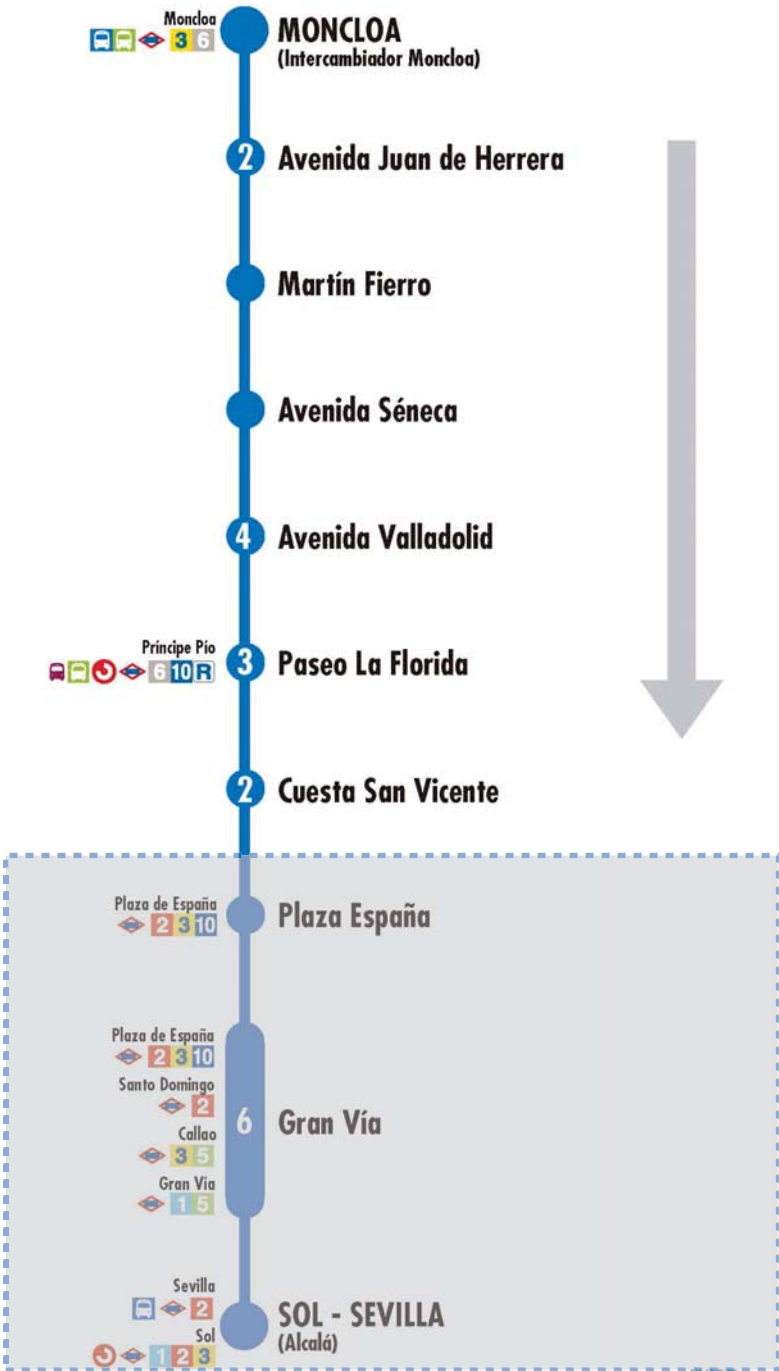 Moncloa
3 6
MONCLOA
(Intercambiador Moncloa)
2 Avenida Juan de Herrera
Martín Fierro
Avenida Séneca
4 Avenida Valladolid
Príncipe Pío
6 10 R
3 Paseo La Florida
2 Cuesta San Vicente
Plaza de España
2 3 10
Plaza España
Plaza de España
2 3 10
Santo Domingo
2
Callao
3 5
Gran Via
1 5
6 Gran Vía
Sevilla
2
Sol
1 2 3
SOL - SEVILLA
(Alcalá)